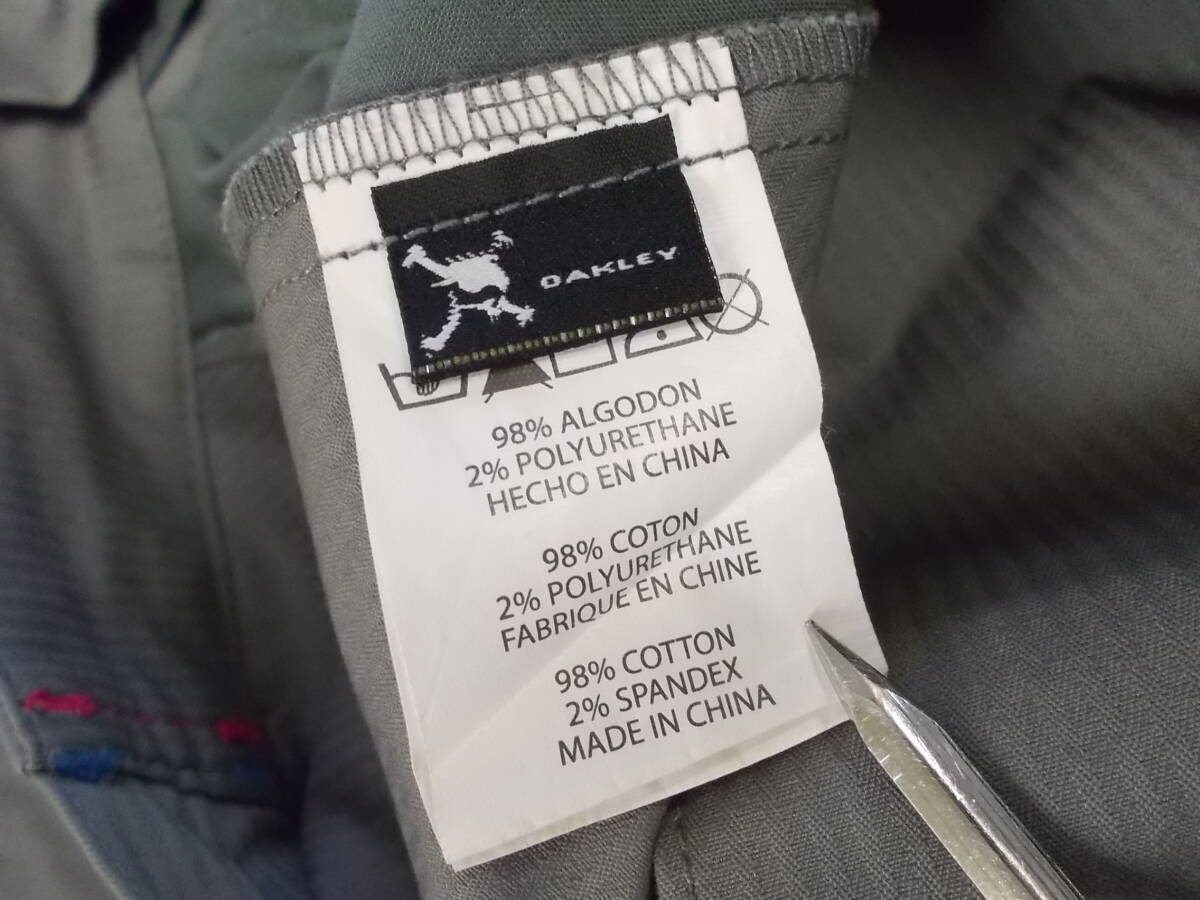 OAKLEY
98% ALGODON
2% POLYURETHANE
HECHO EN CHINA
98% COTON
2% POLYURETHANE
FABRIQUE EN CHINE
98% COTTON
2% SPANDEX
MADE IN CHINA